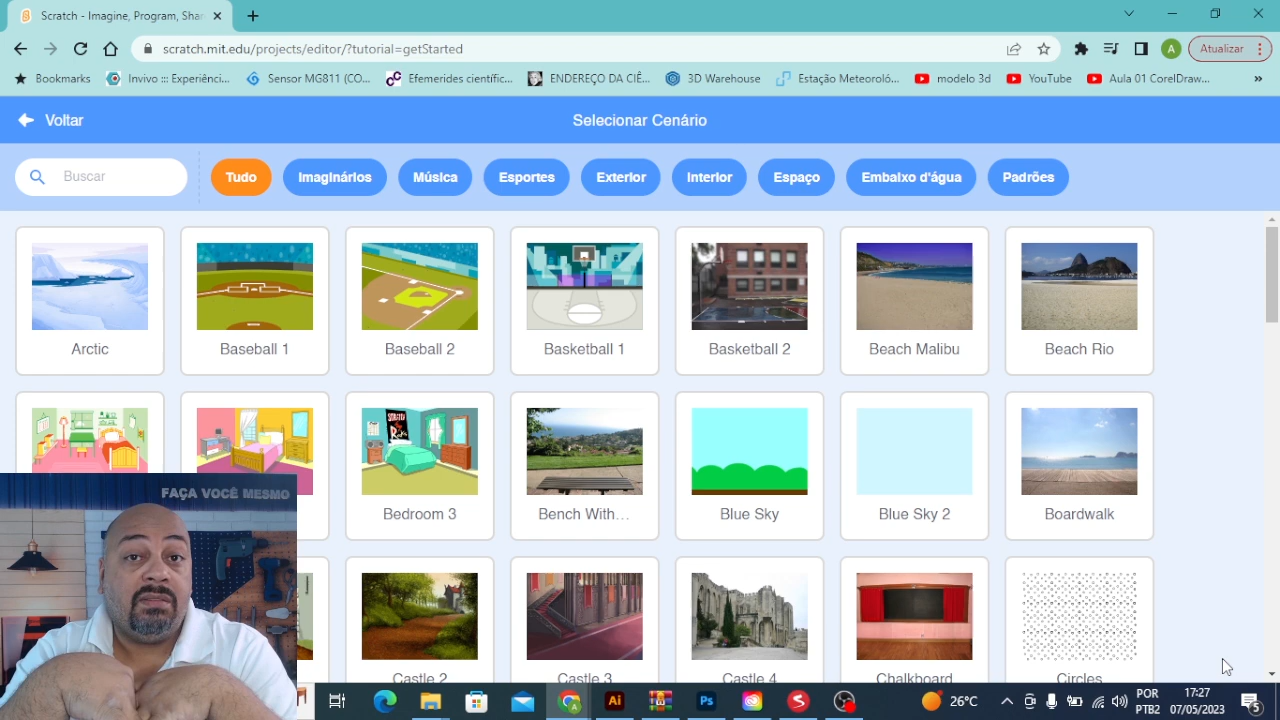 Scratch - Imagine, Program, Shar
scratch.mit.edu/projects/editor/?tutorial=getStarted
A
Atualizar
Bookmarks
Invivo ::: Experiênci...
Sensor MG811 (CO...
Efemerides científic...
ENDEREÇO DA CIÊ...
3D Warehouse
Estação Meteoroló...
modelo 3d
YouTube
Aula 01 CorelDraw...
»
Voltar
Selecionar Cenário
Buscar
Tudo
Imaginários
Música
Esportes
Exterior
Interior
Espaço
Embaixo d'água
Padrões
Arctic
Baseball 1
Baseball 2
Basketball 1
Basketball 2
Beach Malibu
Beach Rio
Bedroom 3
Bench With...
Blue Sky
Blue Sky 2
Boardwalk
FAÇA VOCÊ MESMO
Castle 2
Castle 3
Castle 4
Chalkboard
Circles
Ai
Ps
26°C
POR
PTB2
17:27
07/05/2023
5